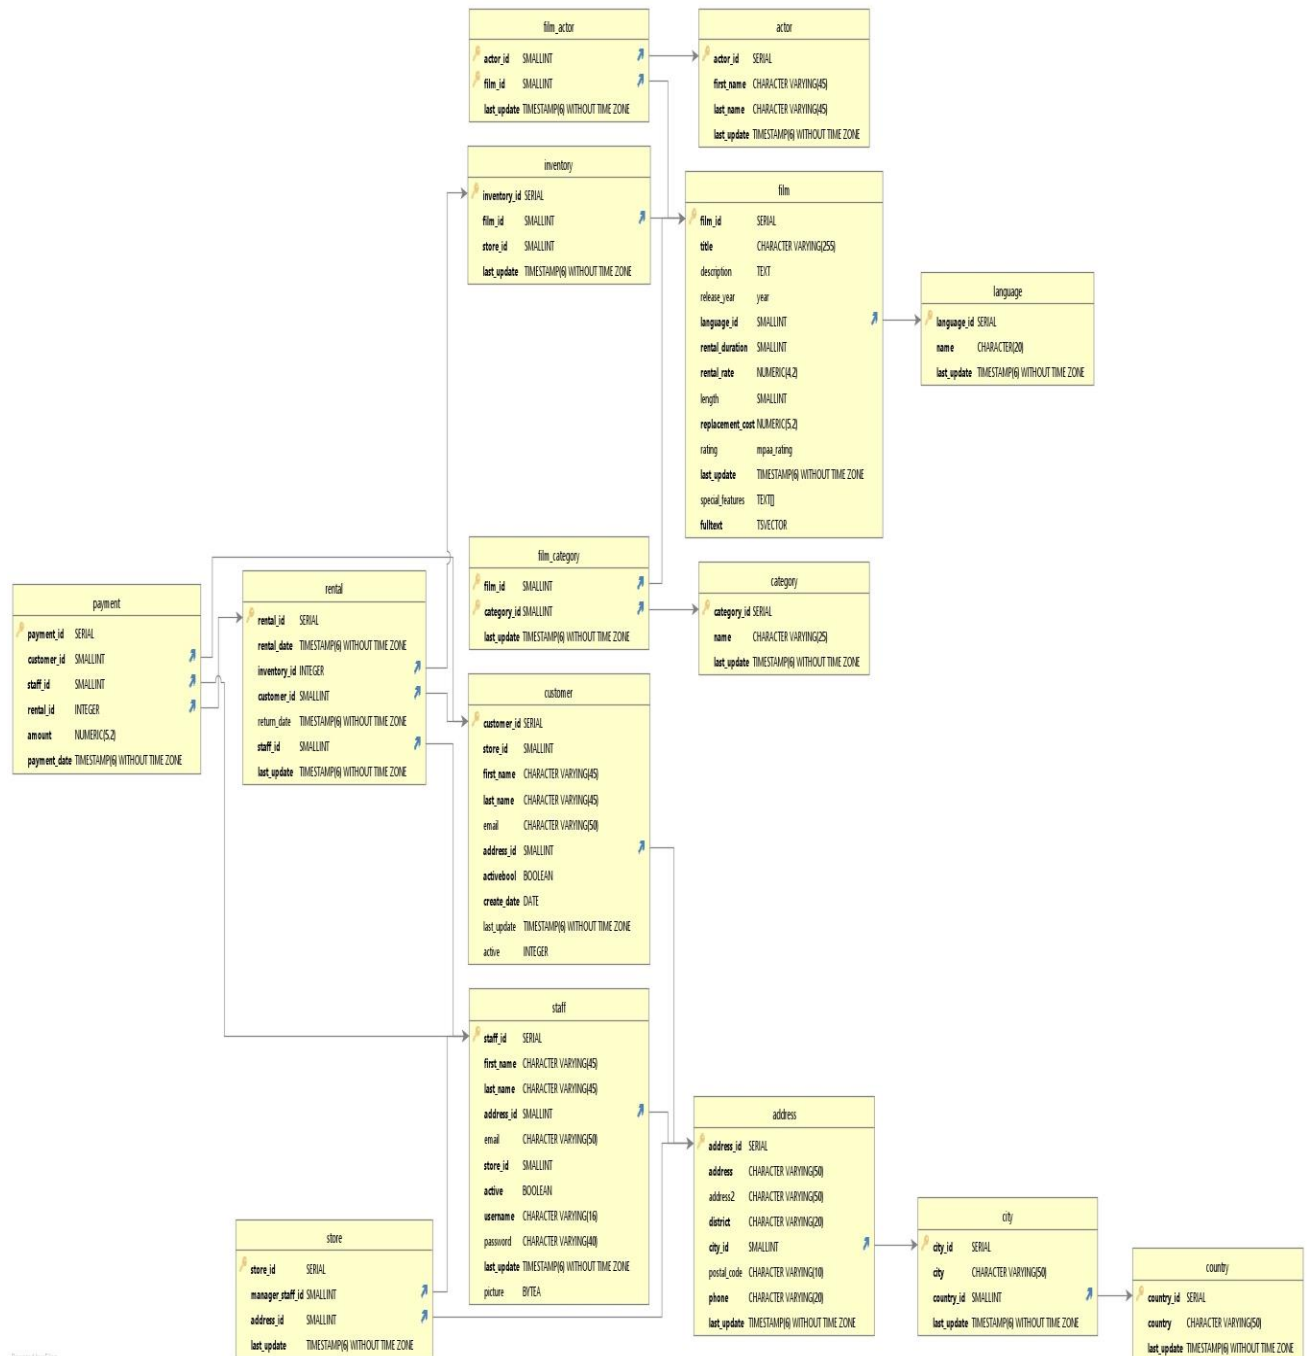 film_actor
actor_id SMALLINT
film_id SMALLINT
last_update TIMESTAMP(6) WITHOUT TIME ZONE
actor
actor_id SERIAL
first_name CHARACTER VARYING(45)
last_name CHARACTER VARYING(45)
last_update TIMESTAMP(6) WITHOUT TIME ZONE
inventory
inventory_id SERIAL
film_id SMALLINT
store_id SMALLINT
last_update TIMESTAMP(6) WITHOUT TIME ZONE
film
film_id SERIAL
title CHARACTER VARYING(255)
description TEXT
release_year year
language_id SMALLINT
rental_duration SMALLINT
rental_rate NUMERIC(4,2)
length SMALLINT
replacement_cost NUMERIC(5,2)
rating mpaa_rating
last_update TIMESTAMP(6) WITHOUT TIME ZONE
special_features TEXT[]
fulltext TSVECTOR
language
language_id SERIAL
name CHARACTER(20)
last_update TIMESTAMP(6) WITHOUT TIME ZONE
film_category
film_id SMALLINT
category_id SMALLINT
last_update TIMESTAMP(6) WITHOUT TIME ZONE
category
category_id SERIAL
name CHARACTER VARYING(25)
last_update TIMESTAMP(6) WITHOUT TIME ZONE
payment
payment_id SERIAL
customer_id SMALLINT
staff_id SMALLINT
rental_id INTEGER
amount NUMERIC(5,2)
payment_date TIMESTAMP(6) WITHOUT TIME ZONE
rental
rental_id SERIAL
rental_date TIMESTAMP(6) WITHOUT TIME ZONE
inventory_id INTEGER
customer_id SMALLINT
return_date TIMESTAMP(6) WITHOUT TIME ZONE
staff_id SMALLINT
last_update TIMESTAMP(6) WITHOUT TIME ZONE
customer
customer_id SERIAL
store_id SMALLINT
first_name CHARACTER VARYING(45)
last_name CHARACTER VARYING(45)
email CHARACTER VARYING(50)
address_id SMALLINT
activebool BOOLEAN
create_date DATE
last_update TIMESTAMP(6) WITHOUT TIME ZONE
active INTEGER
staff
staff_id SERIAL
first_name CHARACTER VARYING(45)
last_name CHARACTER VARYING(45)
address_id SMALLINT
email CHARACTER VARYING(50)
store_id SMALLINT
active BOOLEAN
username CHARACTER VARYING(16)
password CHARACTER VARYING(40)
last_update TIMESTAMP(6) WITHOUT TIME ZONE
picture BYTEA
store
store_id SERIAL
manager_staff_id SMALLINT
address_id SMALLINT
last_update TIMESTAMP(6) WITHOUT TIME ZONE
address
address_id SERIAL
address CHARACTER VARYING(50)
address2 CHARACTER VARYING(50)
district CHARACTER VARYING(20)
city_id SMALLINT
postal_code CHARACTER VARYING(10)
phone CHARACTER VARYING(20)
last_update TIMESTAMP(6) WITHOUT TIME ZONE
city
city_id SERIAL
city CHARACTER VARYING(50)
country_id SMALLINT
last_update TIMESTAMP(6) WITHOUT TIME ZONE
country
country_id SERIAL
country CHARACTER VARYING(50)
last_update TIMESTAMP(6) WITHOUT TIME ZONE